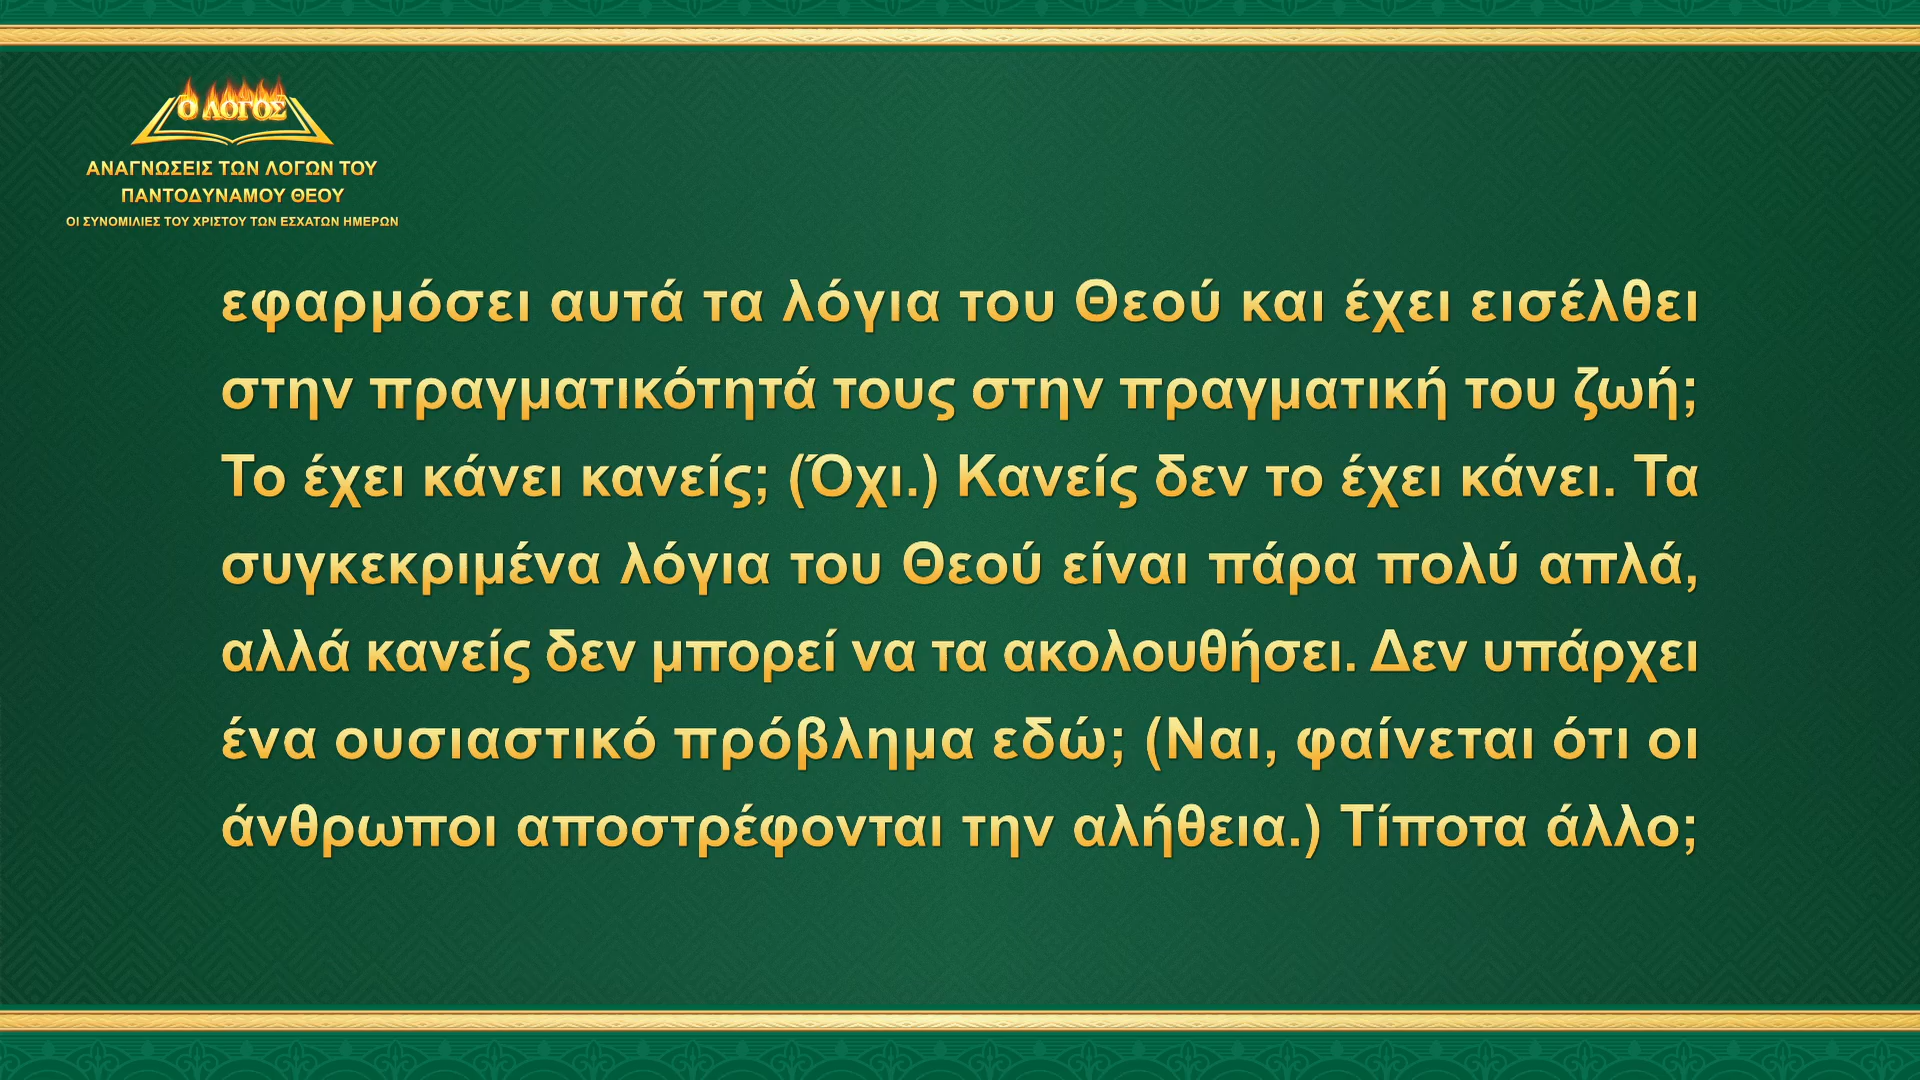 Ο ΛΟΓΟΣ
ΑΝΑΓΝΩΣΕΙΣ ΤΩΝ ΛΟΓΩΝ ΤΟΥ
ΠΑΝΤΟΔΥΝΑΜΟΥ ΘΕΟΥ
ΟΙ ΣΥΝΟΜΙΛΙΕΣ ΤΟΥ ΧΡΙΣΤΟΥ ΤΩΝ ΕΣΧΑΤΩΝ ΗΜΕΡΩΝ
εφαρμόσει αυτά τα λόγια του Θεού και έχει εισέλθει
στην πραγματικότητά τους στην πραγματική του ζωή;
Το έχει κάνει κανείς; (Όχι.) Κανείς δεν το έχει κάνει. Τα
συγκεκριμένα λόγια του Θεού είναι πάρα πολύ απλά,
αλλά κανείς δεν μπορεί να τα ακολουθήσει. Δεν υπάρχει
ένα ουσιαστικό πρόβλημα εδώ; (Ναι, φαίνεται ότι οι
άνθρωποι αποστρέφονται την αλήθεια.) Τίποτα άλλο;